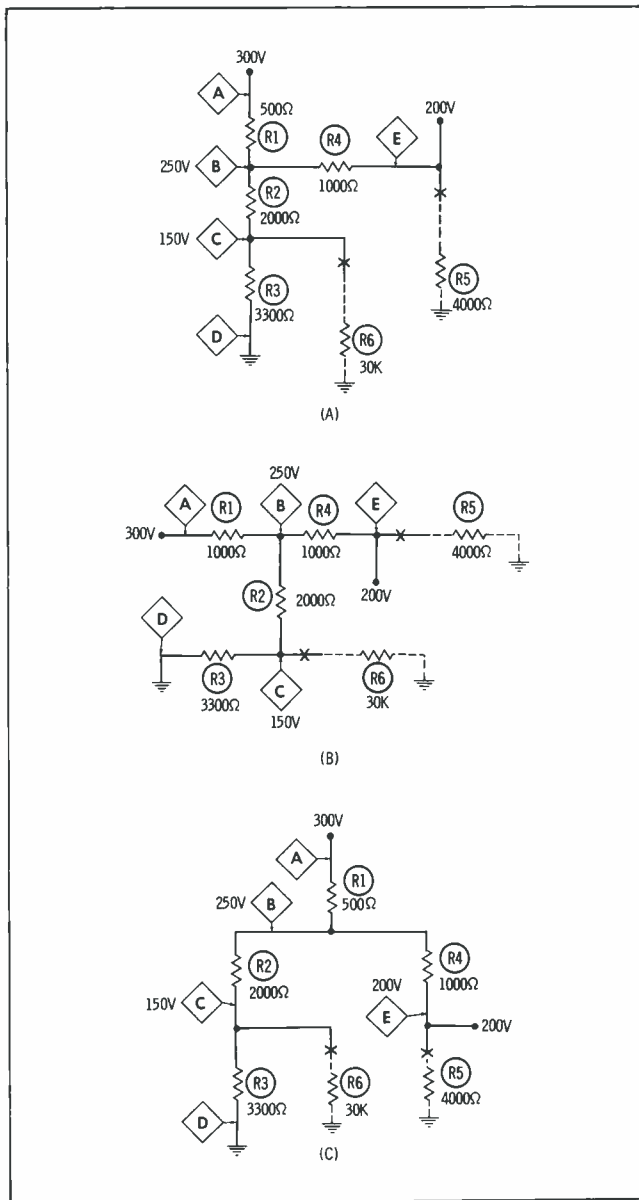 300V
A
500Ω
R1
R4
E
200V
250V B
1000Ω
R2
2000Ω
150V C
R5
4000Ω
R3
3300Ω
D
R6
30K
(A)
250V
A R1 B R4 E R5
300V 1000Ω 1000Ω 4000Ω
R2 2000Ω 200V
D
R3 C R6
3300Ω 30K
150V
(B)
300V
A
R1
500Ω
250V B
R2 R4
2000Ω 1000Ω
200V
150V C E 200V
R3 R6 R5
3300Ω 30K 4000Ω
D
(C)